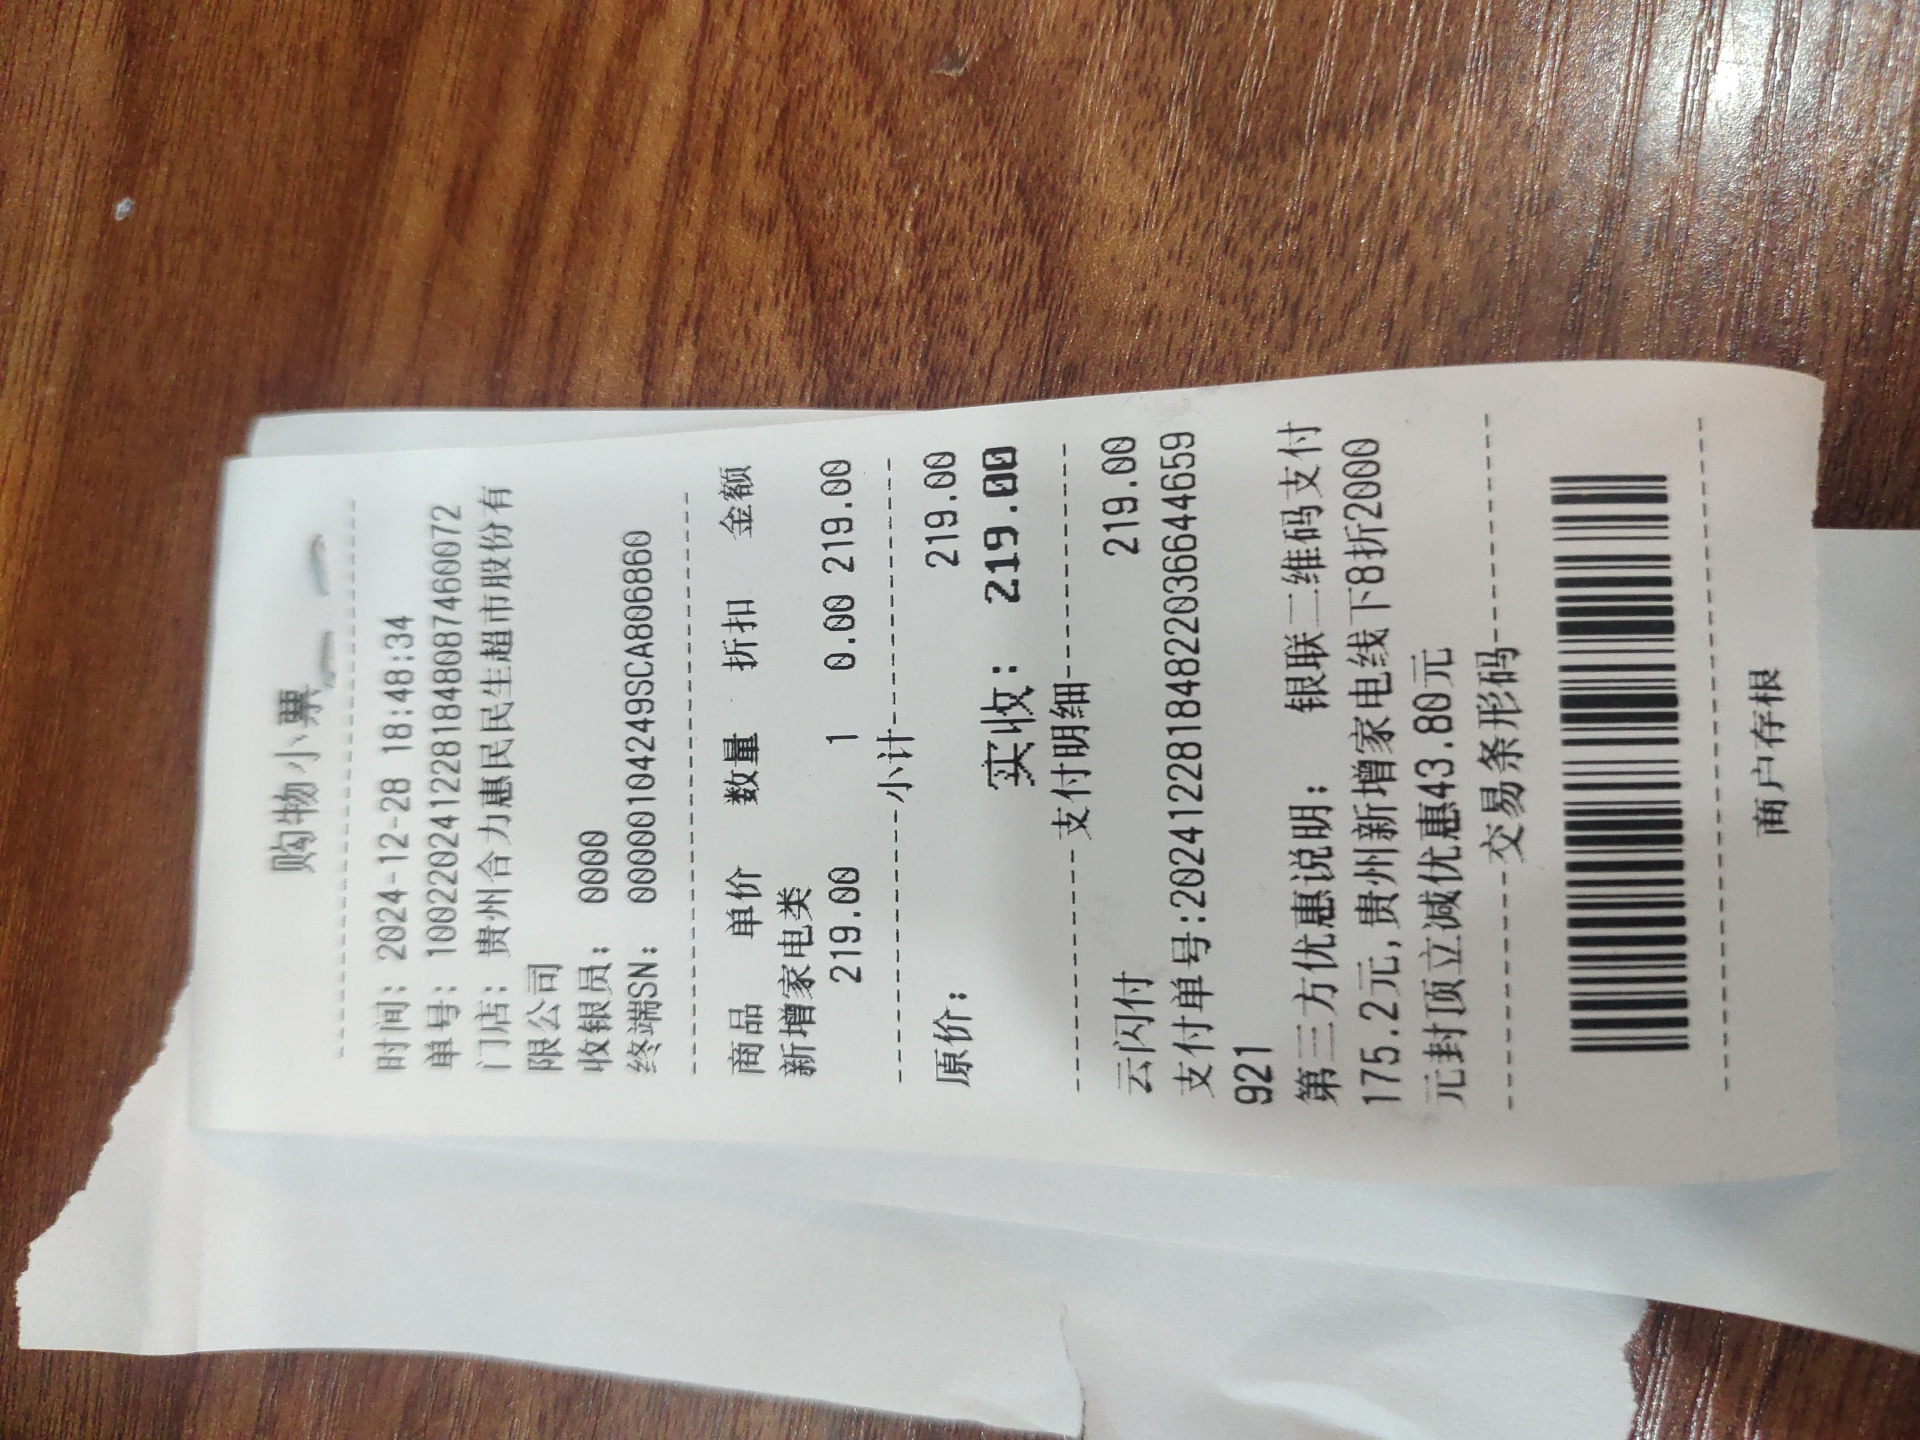 购物小票
时间：2024-12-28 18:48:34
单号：100220241228184808746​0072
门店：贵州合力惠民民生超市股份有
限公司
收银员：0000
终端SN：00000104249SCA806860
商品 单价 数量 折扣 金额
新增家电类
219.00 1 0.00 219.00
小计
原价： 219.00
实收：219.00
支付明细
云闪付 219.00
支付单号:20241228184822036644659
921
第三方优惠说明： 银联二维码支付
175.2元,贵州新增家电线下8折2000
元封顶立减优惠43.80元
交易条形码
商户存根